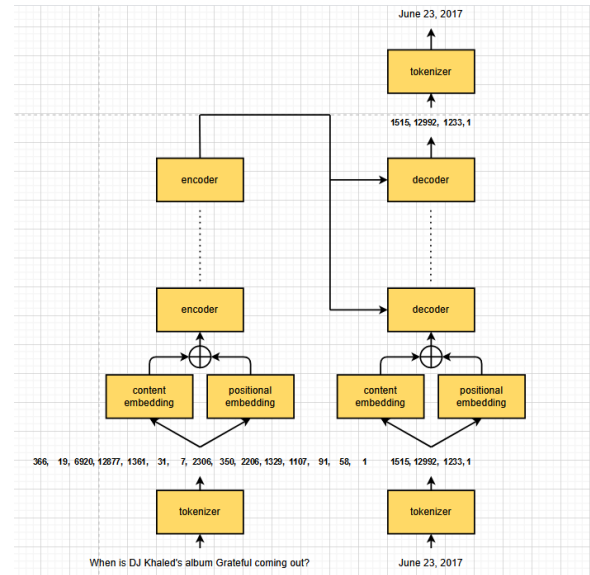 June 23, 2017
tokenizer
1515, 12992, 1233, 1
encoder
decoder
encoder
decoder
content
embedding
positional
embedding
content
embedding
positional
embedding
366, 19, 6920, 12877, 1361, 31, 7, 2306, 350, 2206, 1329, 1107, 91, 58, 1
1515, 12992, 1233, 1
tokenizer
tokenizer
When is DJ Khaled's album Grateful coming out?
June 23, 2017